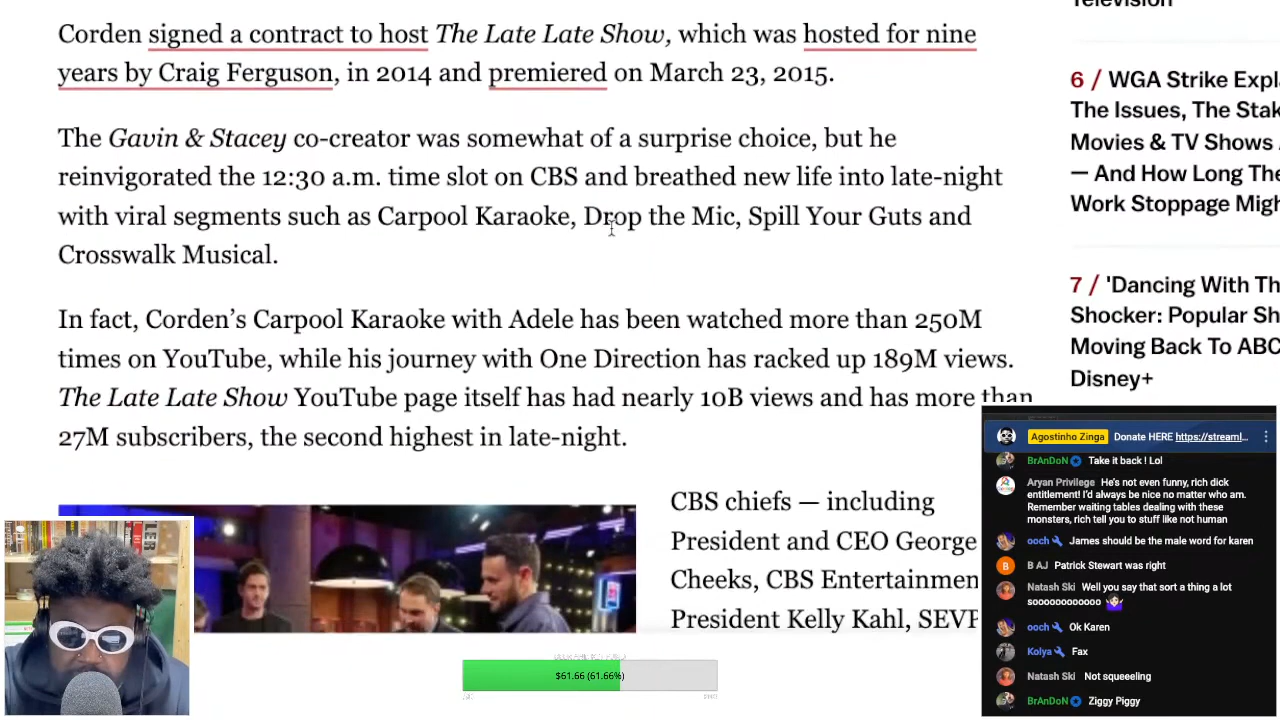 Corden signed a contract to host The Late Late Show, which was hosted for nine
years by Craig Ferguson, in 2014 and premiered on March 23, 2015.
The Gavin & Stacey co-creator was somewhat of a surprise choice, but he
reinvigorated the 12:30 a.m. time slot on CBS and breathed new life into late-night
with viral segments such as Carpool Karaoke, Drop the Mic, Spill Your Guts and
Crosswalk Musical.
In fact, Corden’s Carpool Karaoke with Adele has been watched more than 250M
times on YouTube, while his journey with One Direction has racked up 189M views.
The Late Late Show YouTube page itself has had nearly 10B views and has more than
27M subscribers, the second highest in late-night.
CBS chiefs — including
President and CEO George
Cheeks, CBS Entertainmen
President Kelly Kahl, SEVP
Television
6 / WGA Strike Expl
The Issues, The Stak
Movies & TV Shows
— And How Long The
Work Stoppage Migh
7 / 'Dancing With Th
Shocker: Popular Sh
Moving Back To ABC
Disney+
Agostinho Zinga Donate HERE https://streaml...
BrAnDoN Take it back ! Lol
Aryan Privilege He's not even funny, rich dick
entitlement! I'd always be nice no matter who am.
Remember waiting tables dealing with these
monsters, rich tell you to stuff like not human
ooch James should be the male word for karen
B AJ Patrick Stewart was right
Natash Ski Well you say that sort a thing a lot
soooooooooooo
ooch Ok Karen
Kolya Fax
Natash Ski Not squeeeling
BrAnDoN Ziggy Piggy
$61.66 (61.66%)